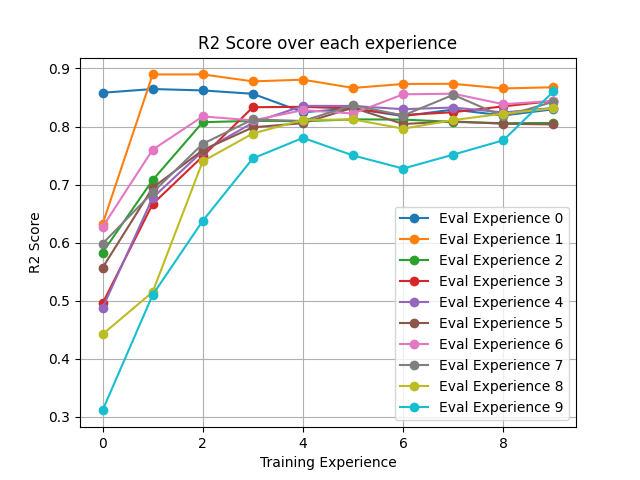 R2 Score over each experience
R2 Score
0.9
0.8
0.7
0.6
0.5
0.4
0.3
0
2
4
6
8
Training Experience
Eval Experience 0
Eval Experience 1
Eval Experience 2
Eval Experience 3
Eval Experience 4
Eval Experience 5
Eval Experience 6
Eval Experience 7
Eval Experience 8
Eval Experience 9